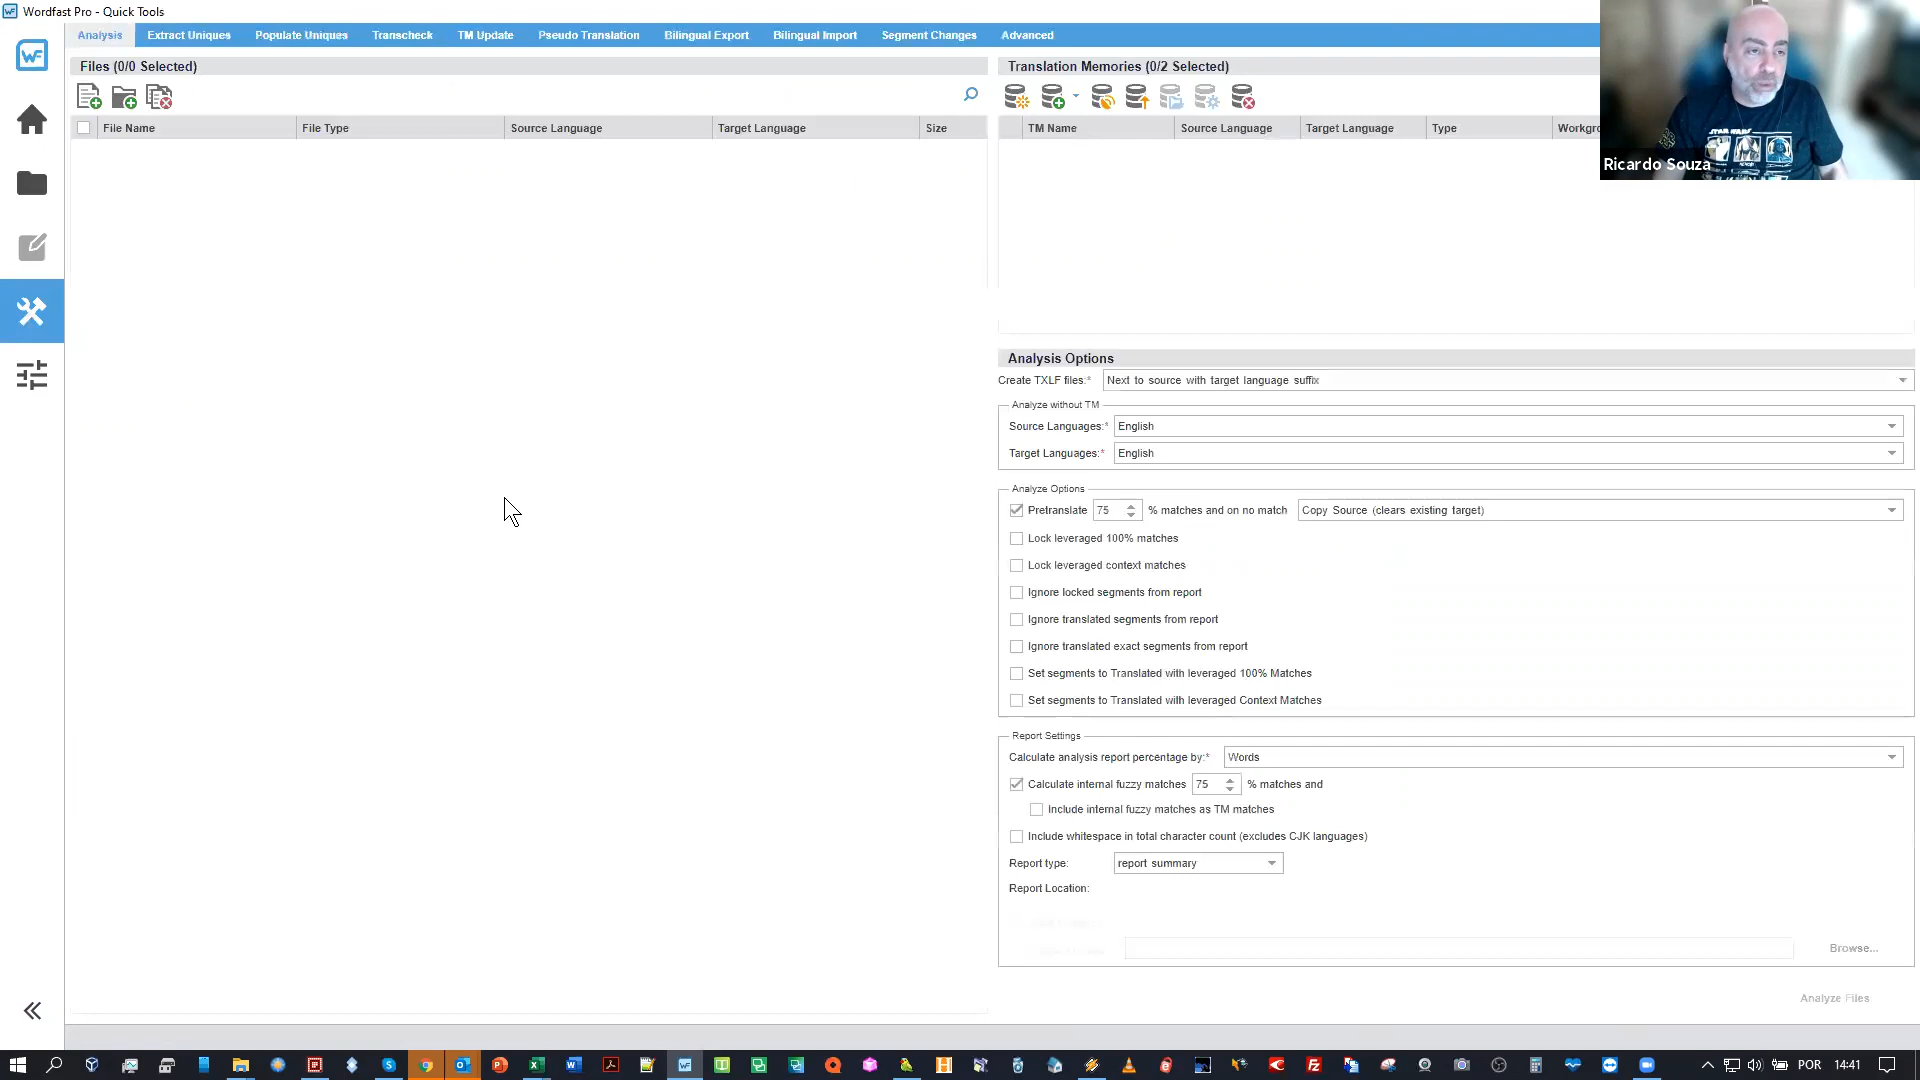 Wordfast Pro - Quick Tools
Analysis
Extract Uniques
Populate Uniques
Transcheck
TM Update
Pseudo Translation
Bilingual Export
Bilingual Import
Segment Changes
Advanced
Files (0/0 Selected)
File Name
File Type
Source Language
Target Language
Size
Translation Memories (0/2 Selected)
TM Name
Source Language
Target Language
Type
STAR WARS
Ricardo Souza
Analysis Options
Create TXLF files:* Next to source with target language suffix
Analyze without TM
Source Languages:* English
Target Languages:* English
Analyze Options
Pretranslate 75 % matches and on no match Copy Source (clears existing target)
Lock leveraged 100% matches
Lock leveraged context matches
Ignore locked segments from report
Ignore translated segments from report
Ignore translated exact segments from report
Set segments to Translated with leveraged 100% Matches
Set segments to Translated with leveraged Context Matches
Report Settings
Calculate analysis report percentage by:* Words
Calculate internal fuzzy matches 75 % matches and
Include internal fuzzy matches as TM matches
Include whitespace in total character count (excludes CJK languages)
Report type: report summary
Report Location:
Browse...
Analyze Files
POR 14:41